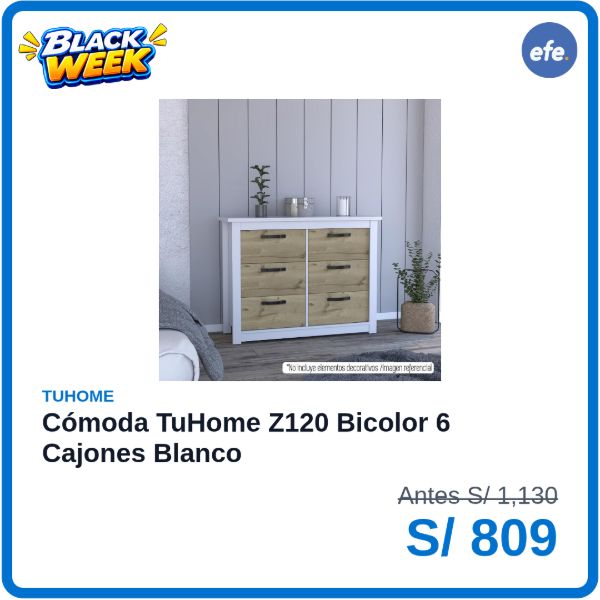 BLACK
WEEK
efe.
*No incluye elementos decorativos /imagen referencial
TUHOME
Cómoda TuHome Z120 Bicolor 6
Cajones Blanco
Antes S/ 1,130
S/ 809